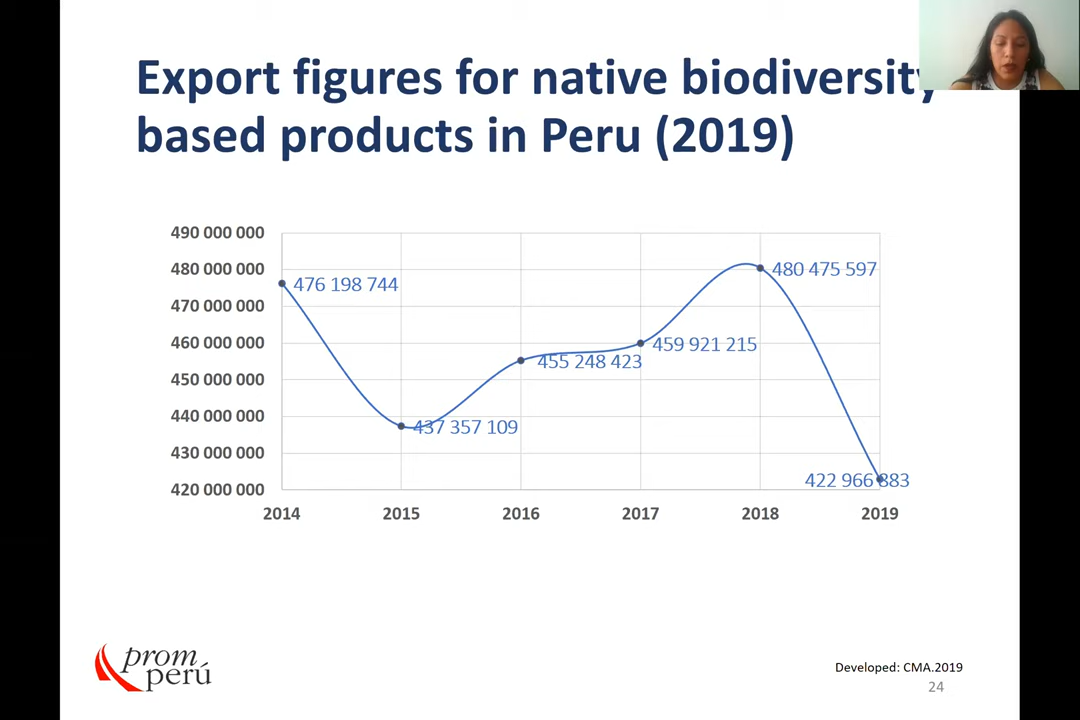 Export figures for native biodiversity
based products in Peru (2019)
490 000 000
480 000 000
470 000 000
460 000 000
450 000 000
440 000 000
430 000 000
420 000 000
476 198 744
437 357 109
455 248 423
459 921 215
480 475 597
422 966 883
2014 2015 2016 2017 2018 2019
prom
perú
Developed: CMA.2019
24